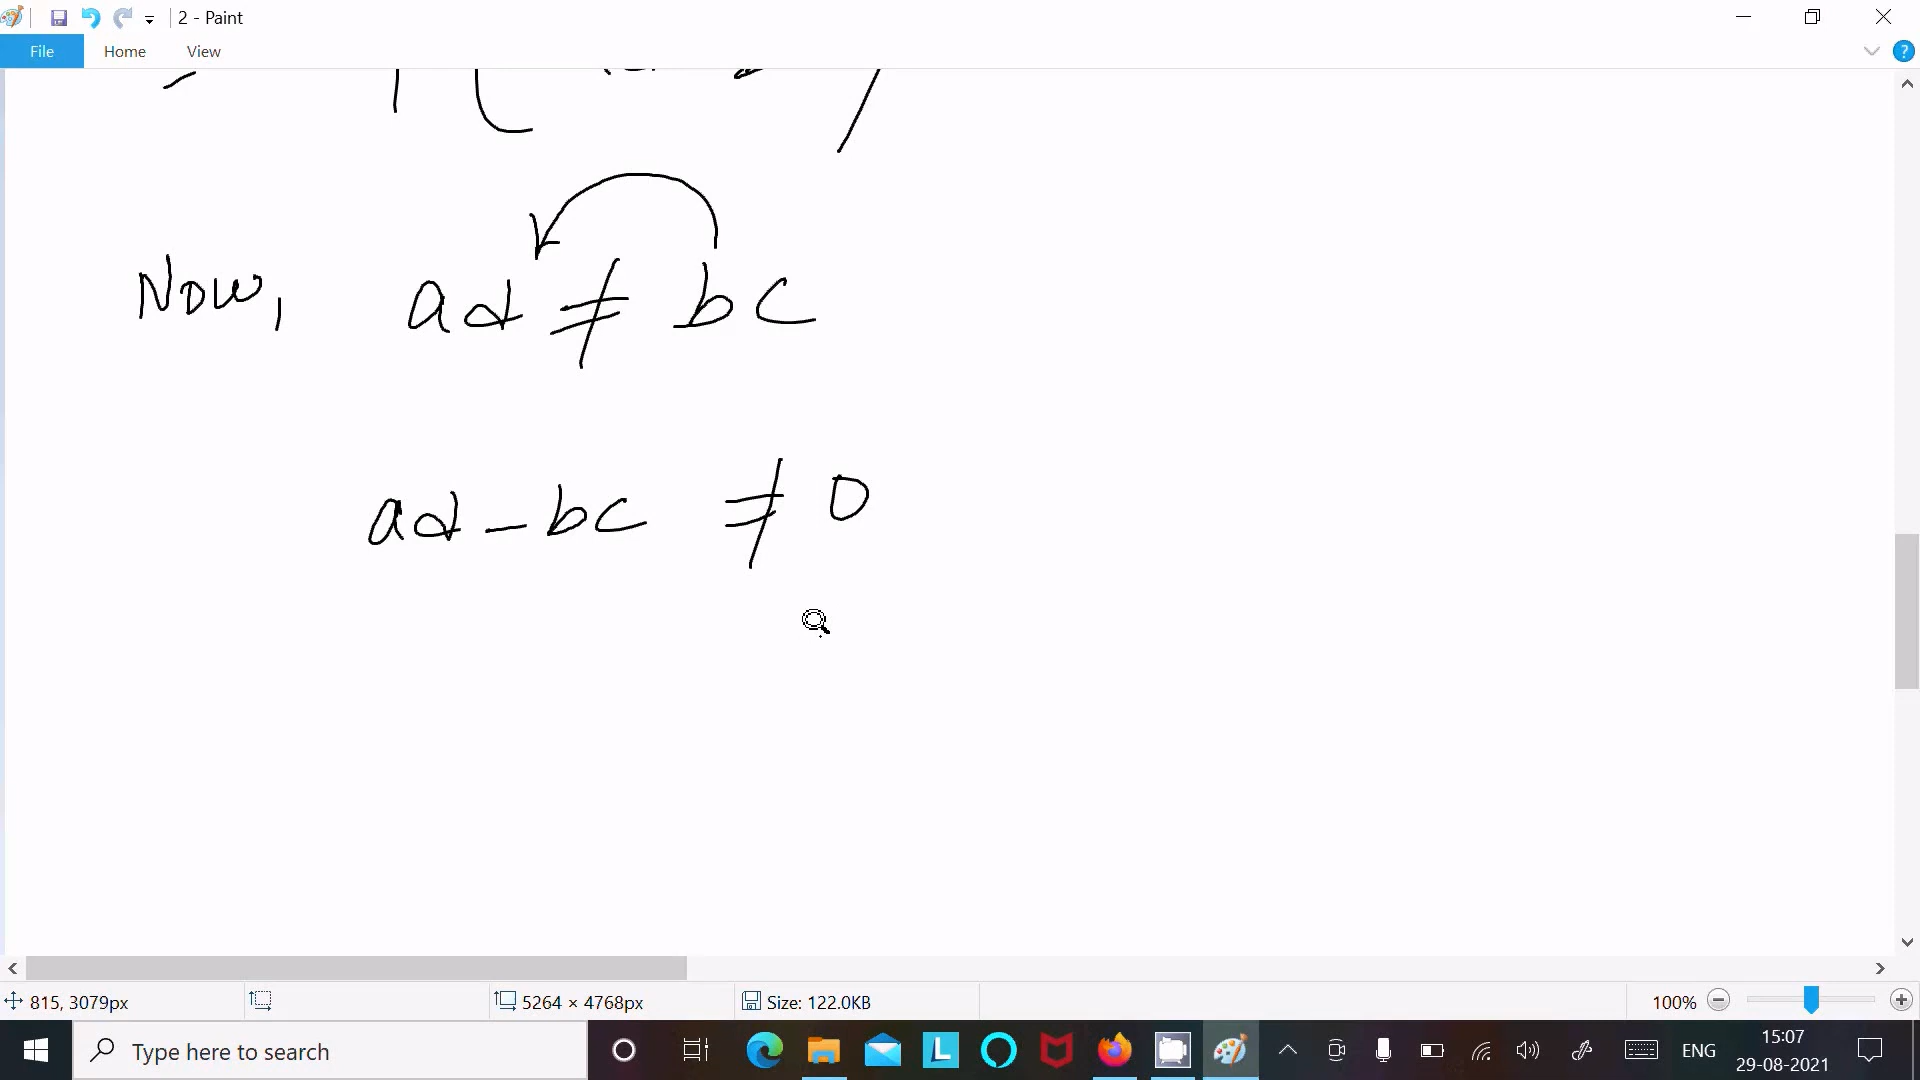 2 - Paint
File Home View
Now, ad ≠ bc
ad - bc ≠ 0
815, 3079px 5264 × 4768px Size: 122.0KB 100%
Type here to search L ENG 15:07
29-08-2021